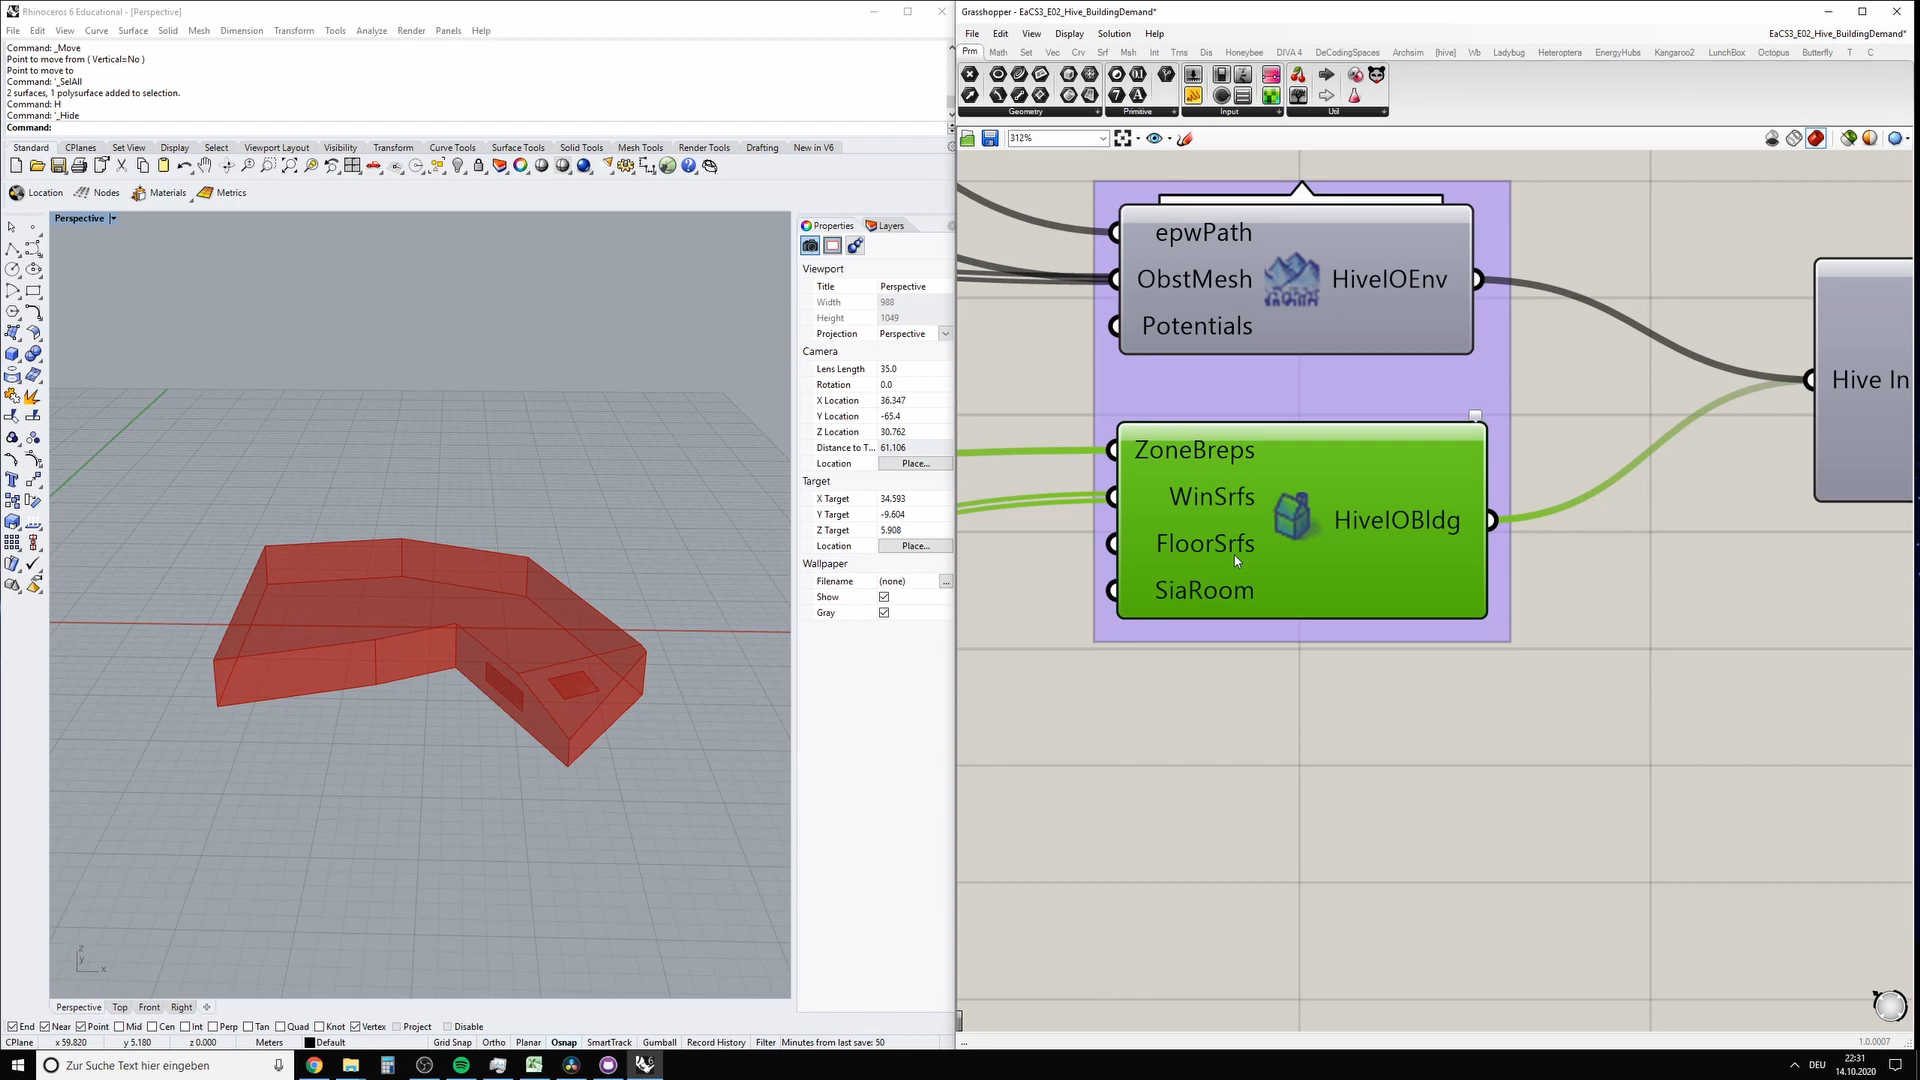 Rhinoceros 6 Educational - [Perspective]
File Edit View Curve Surface Solid Mesh Dimension Transform Tools Analyze Render Panels Help
Command: _Move
Point to move from ( Vertical=No )
Point to move to
Command: '_SelAll
2 surfaces, 1 polysurface added to selection.
Command: H
Command: '_Hide
Command:
Standard CPlanes Set View Display Select Viewport Layout Visibility Transform Curve Tools Surface Tools Solid Tools Mesh Tools Render Tools Drafting New in V6
Location Nodes Materials Metrics
Perspective
Properties Layers
Viewport
Title Perspective
Width 988
Height 1049
Projection Perspective
Camera
Lens Length 35.0
Rotation 0.0
X Location 36.347
Y Location -65.4
Z Location 30.762
Distance to T... 61.106
Location Place...
Target
X Target 34.593
Y Target -9.604
Z Target 5.908
Location Place...
Wallpaper
Filename (none) ...
Show
Gray
z
y
x
Perspective Top Front Right
End Near Point Mid Cen Int Perp Tan Quad Knot Vertex Project Disable
CPlane x 59.820 y 5.180 z 0.000 Meters Default Grid Snap Ortho Planar Osnap SmartTrack Gumball Record History Filter Minutes from last save: 50
Grasshopper - EaCS3_E02_Hive_BuildingDemand*
File Edit View Display Solution Help
EaCS3_E02_Hive_BuildingDemand*
Prm Math Set Vec Crv Srf Msh Int Trns Dis Honeybee DIVA 4 DeCodingSpaces Archsim [hive] Wb Ladybug Heteroptera EnergyHubs Kangaroo2 LunchBox Octopus Butterfly T C
Geometry Primitive Input Util
312%
epwPath
ObstMesh
Potentials
HiveIOEnv
ZoneBreps
WinSrfs
FloorSrfs
SiaRoom
HiveIOBldg
Hive In
...
1.0.0007
Zur Suche Text hier eingeben
DEU
22:31
14.10.2020